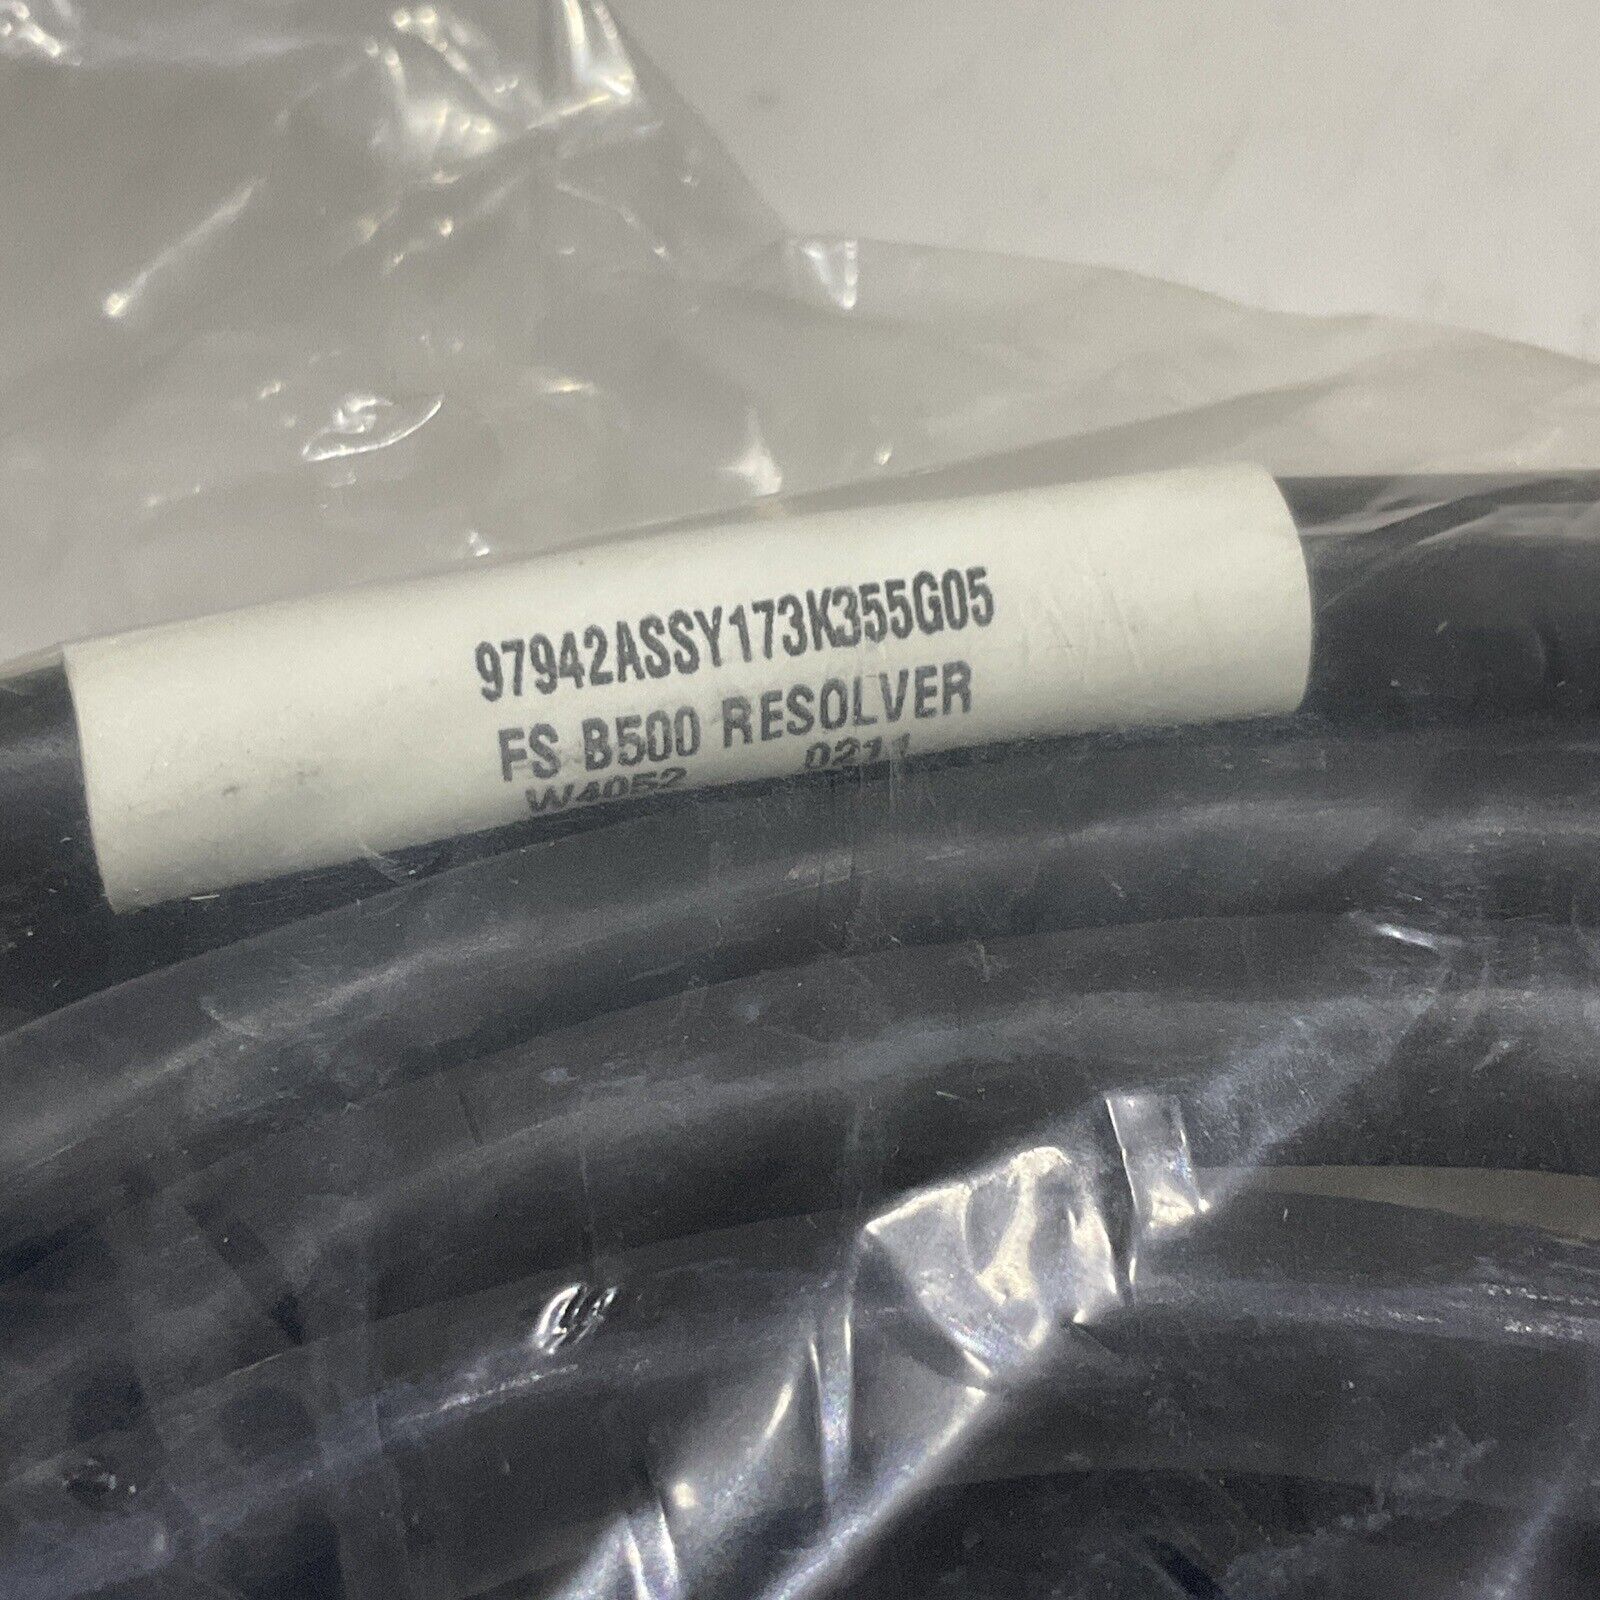 97942ASSY173K355G05
FS B500 RESOLVER
W4052 0211